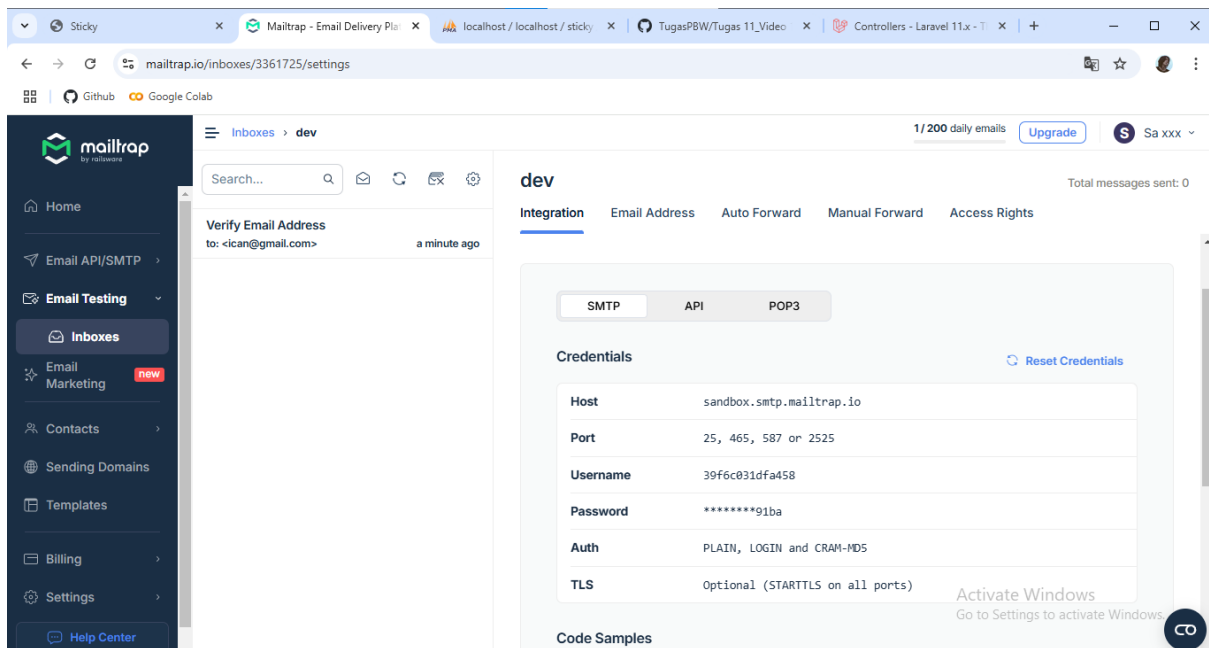 Sticky
Mailtrap - Email Delivery Pla
localhost / localhost / sticky
TugasPBW/Tugas 11_Video
Controllers - Laravel 11.x - T
mailtrap.io/inboxes/3361725/settings
Github
Google Colab
mailtrap
by railsware
Home
Email API/SMTP
Email Testing
Inboxes
Email
Marketing
new
Contacts
Sending Domains
Templates
Billing
Settings
Help Center
Inboxes › dev
1 / 200 daily emails
Upgrade
S
Sa xxx
Search...
Verify Email Address
to: <ican@gmail.com> a minute ago
dev
Total messages sent: 0
Integration Email Address Auto Forward Manual Forward Access Rights
SMTP API POP3
Credentials
Reset Credentials
Host sandbox.smtp.mailtrap.io
Port 25, 465, 587 or 2525
Username 39f6c031dfa458
Password ********91ba
Auth PLAIN, LOGIN and CRAM-MD5
TLS Optional (STARTTLS on all ports)
Code Samples
Activate Windows
Go to Settings to activate Windows.